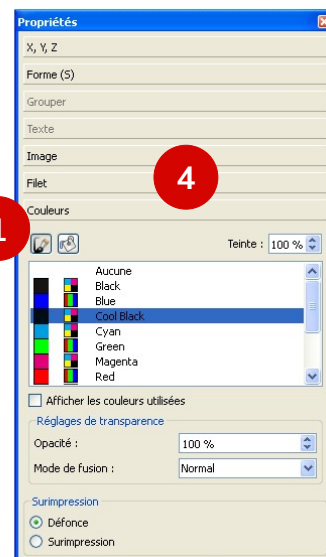 Propriétés
X, Y, Z
Forme (S)
Grouper
Texte
Image
Filet
4
Couleurs
1
Teinte : 100 %
Aucune
Black
Blue
Cool Black
Cyan
Green
Magenta
Red
Afficher les couleurs utilisées
Réglages de transparence
Opacité : 100 %
Mode de fusion : Normal
Surimpression
Défonce
Surimpression